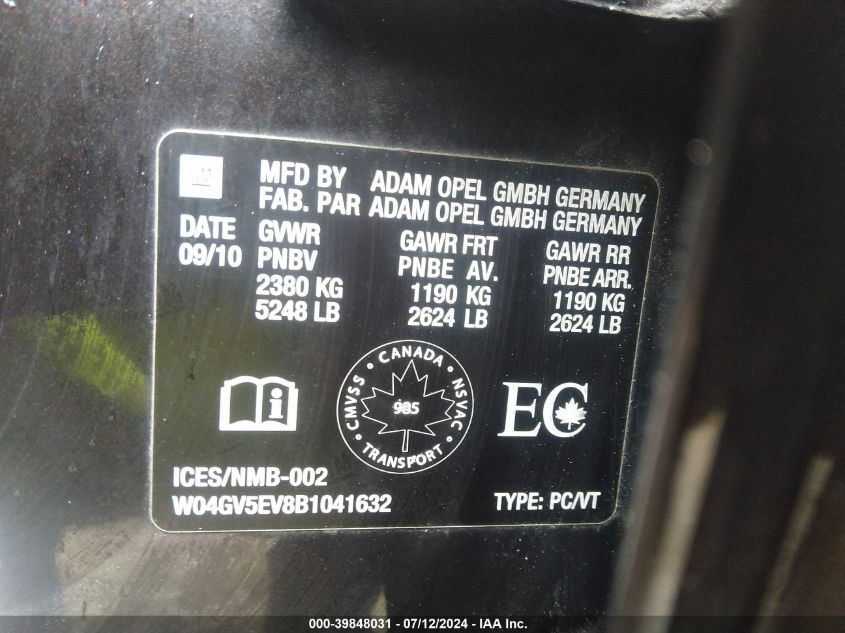 GM
MFD BY ADAM OPEL GMBH GERMANY
FAB. PAR ADAM OPEL GMBH GERMANY
DATE GVWR GAWR FRT GAWR RR
09/10 PNBV PNBE AV. PNBE ARR.
2380 KG 1190 KG 1190 KG
5248 LB 2624 LB 2624 LB
CANADA
CMVSS 905 NSVAC
TRANSPORT
EC
ICES/NMB-002
W04GV5EV8B1041632 TYPE: PC/VT
000-39848031 - 07/12/2024 - IAA Inc.